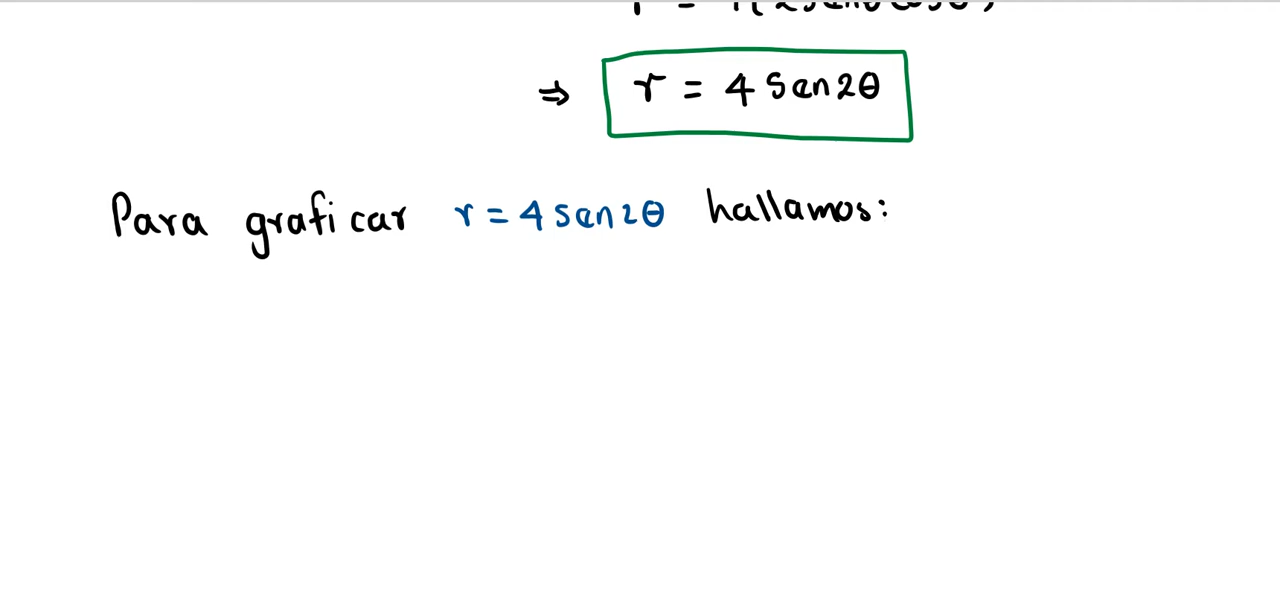 ⇒ r = 4 Sen2θ
Para graficar r = 4 sen2θ hallamos: